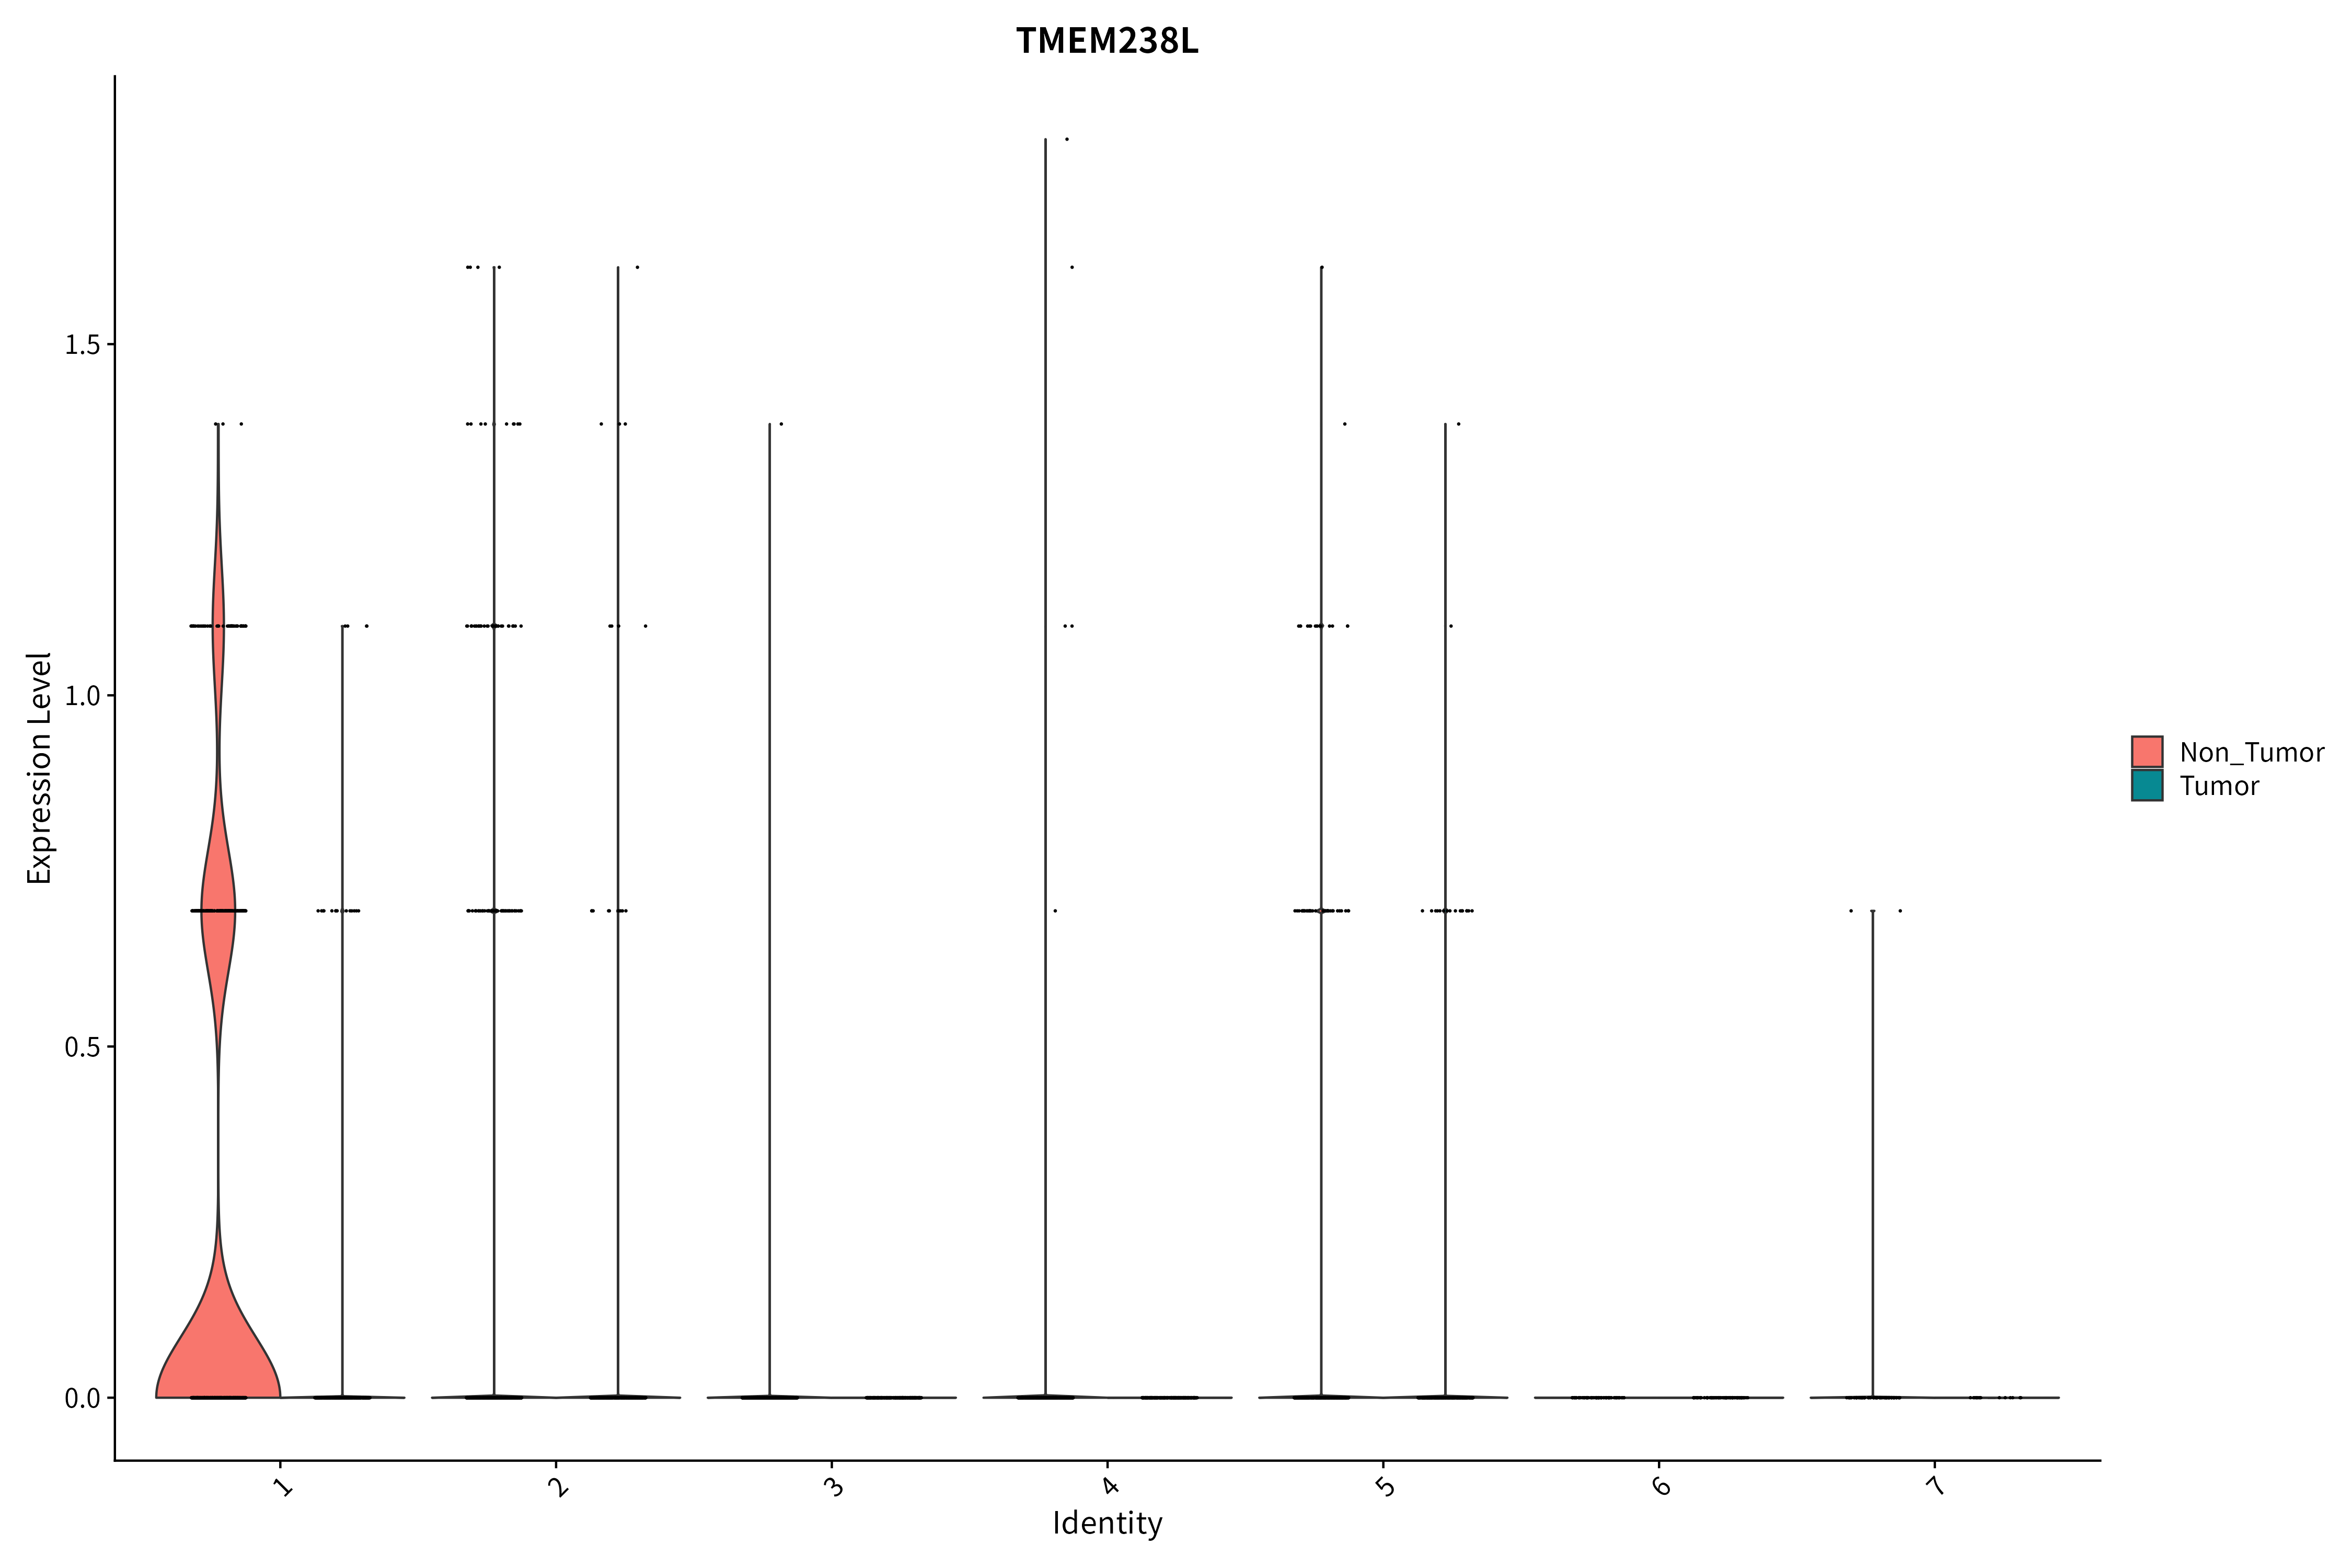 TMEM238L
Expression Level
1.5
1.0
0.5
0.0
1
2
3
4
5
6
7
Identity
Non_Tumor
Tumor